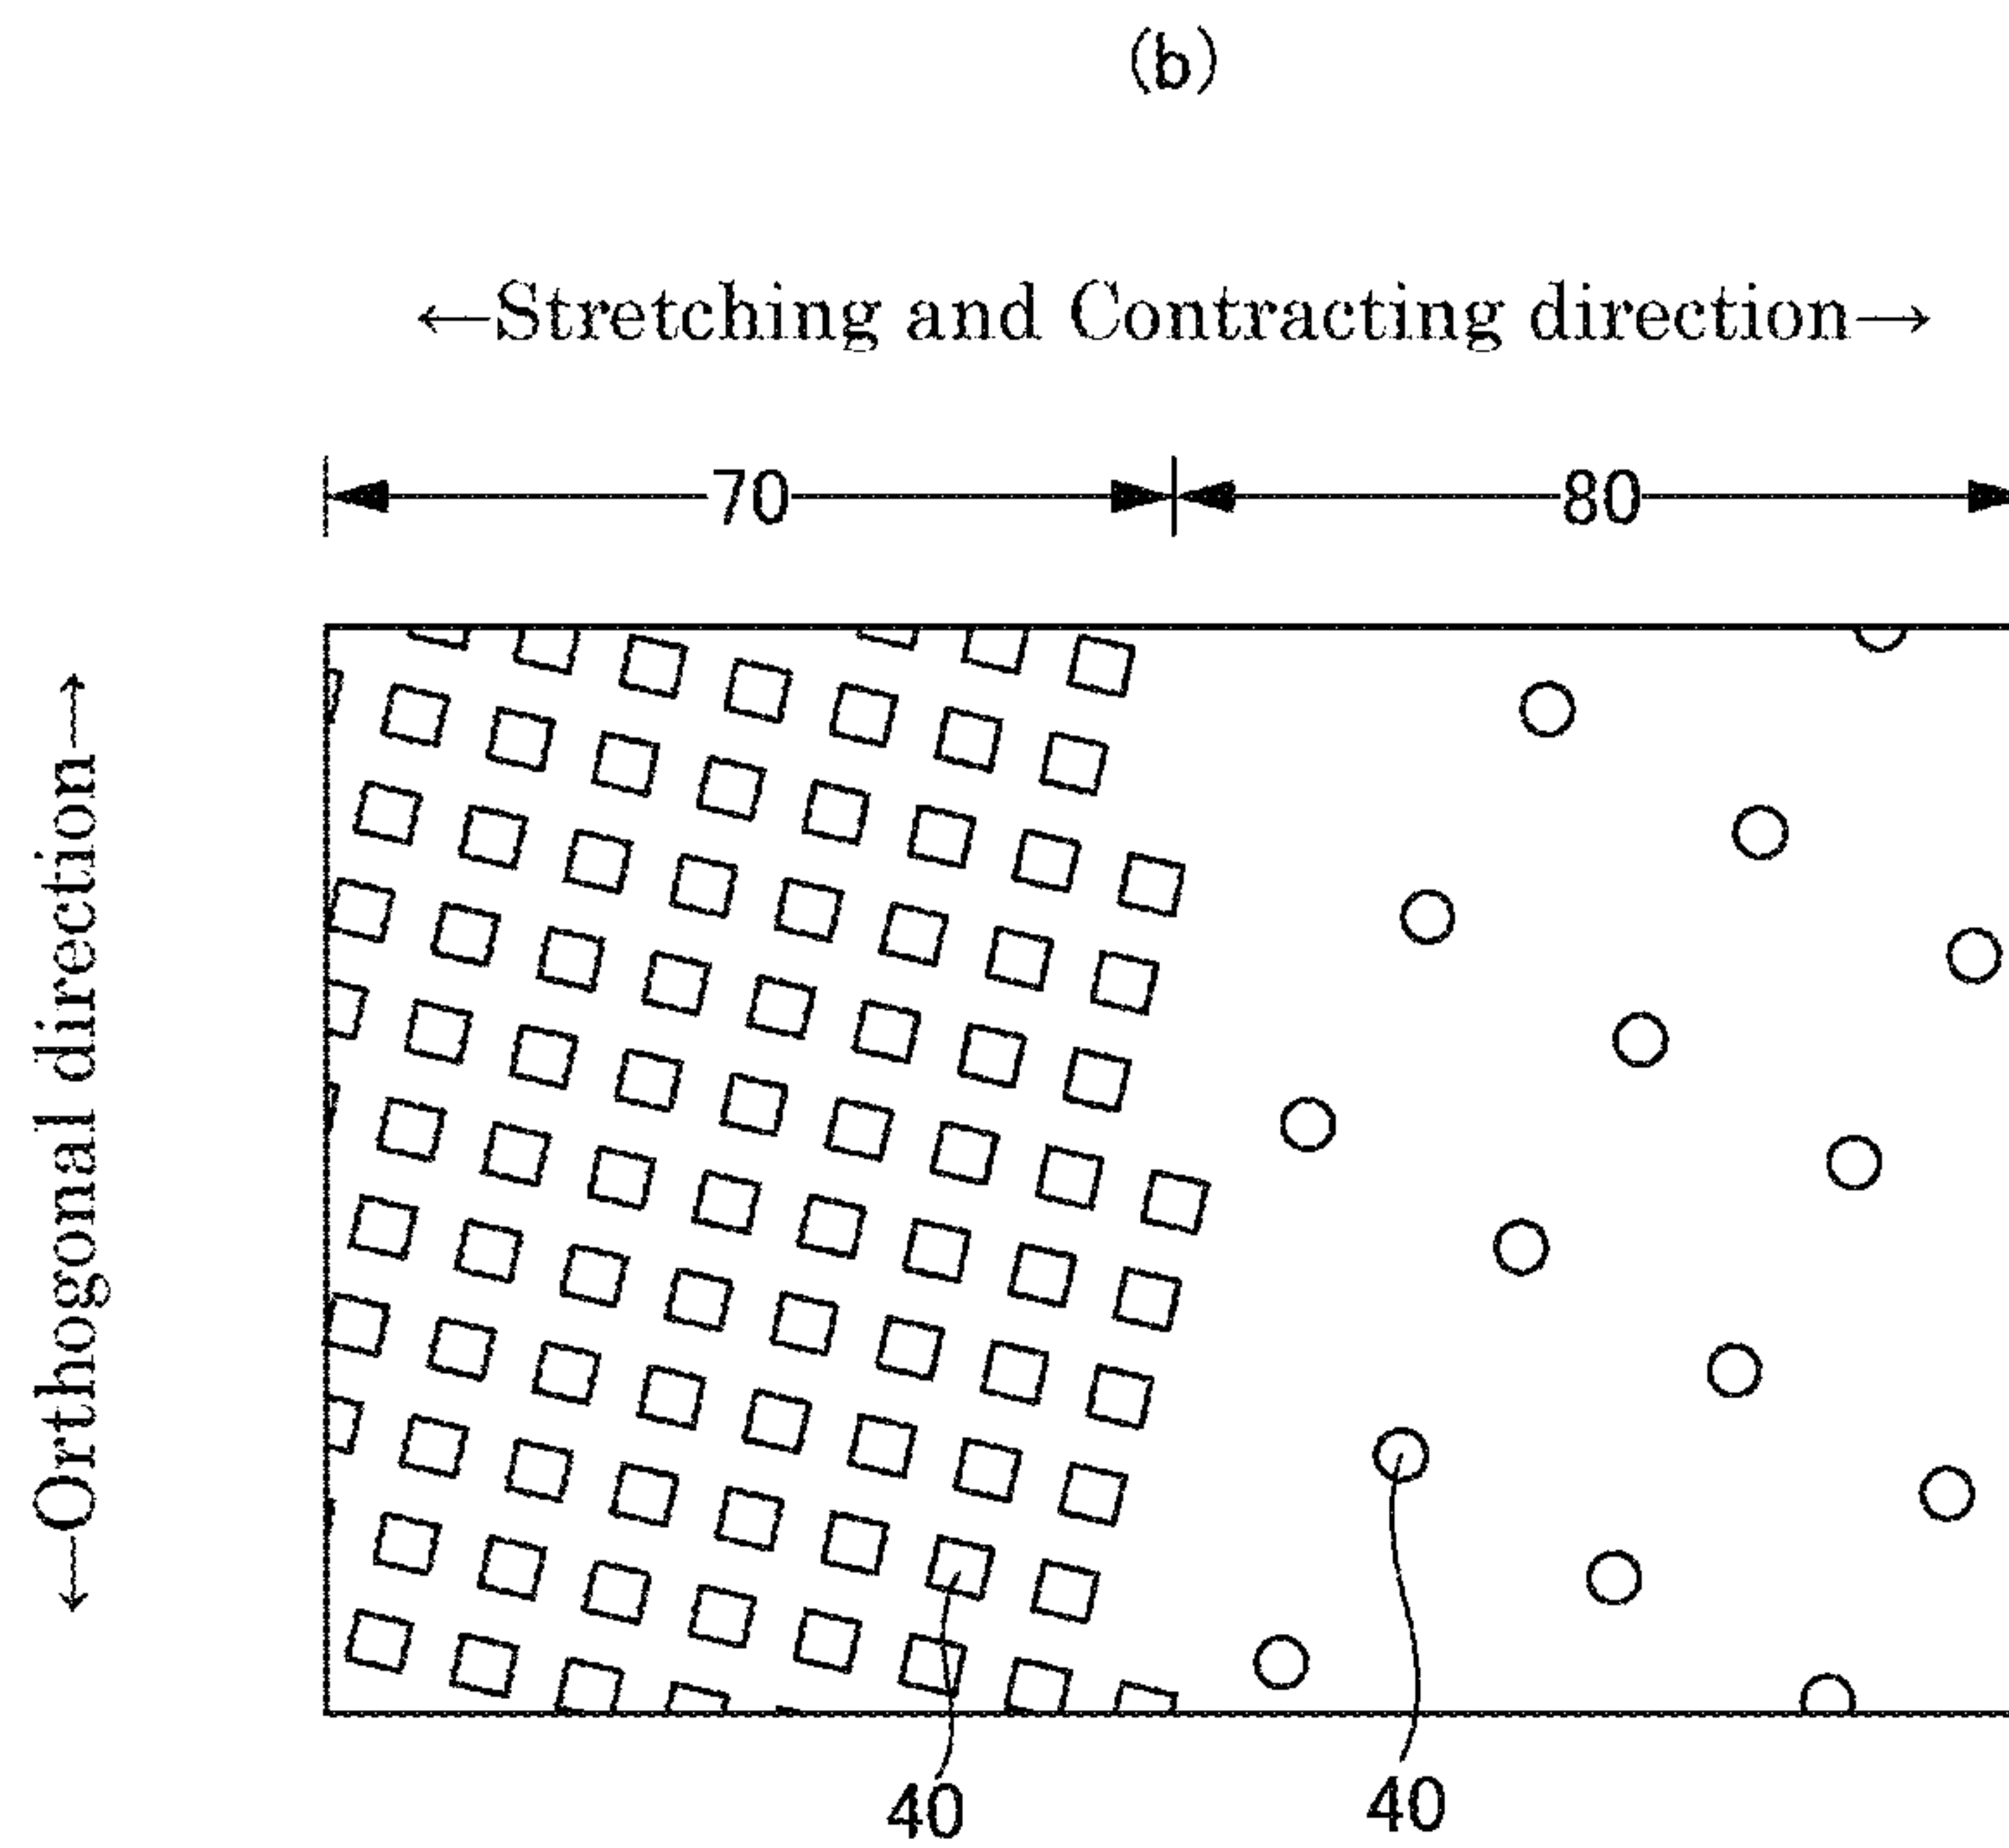 (b)
←Stretching and Contracting direction→
70 80
←Orthogonal direction→
40 40